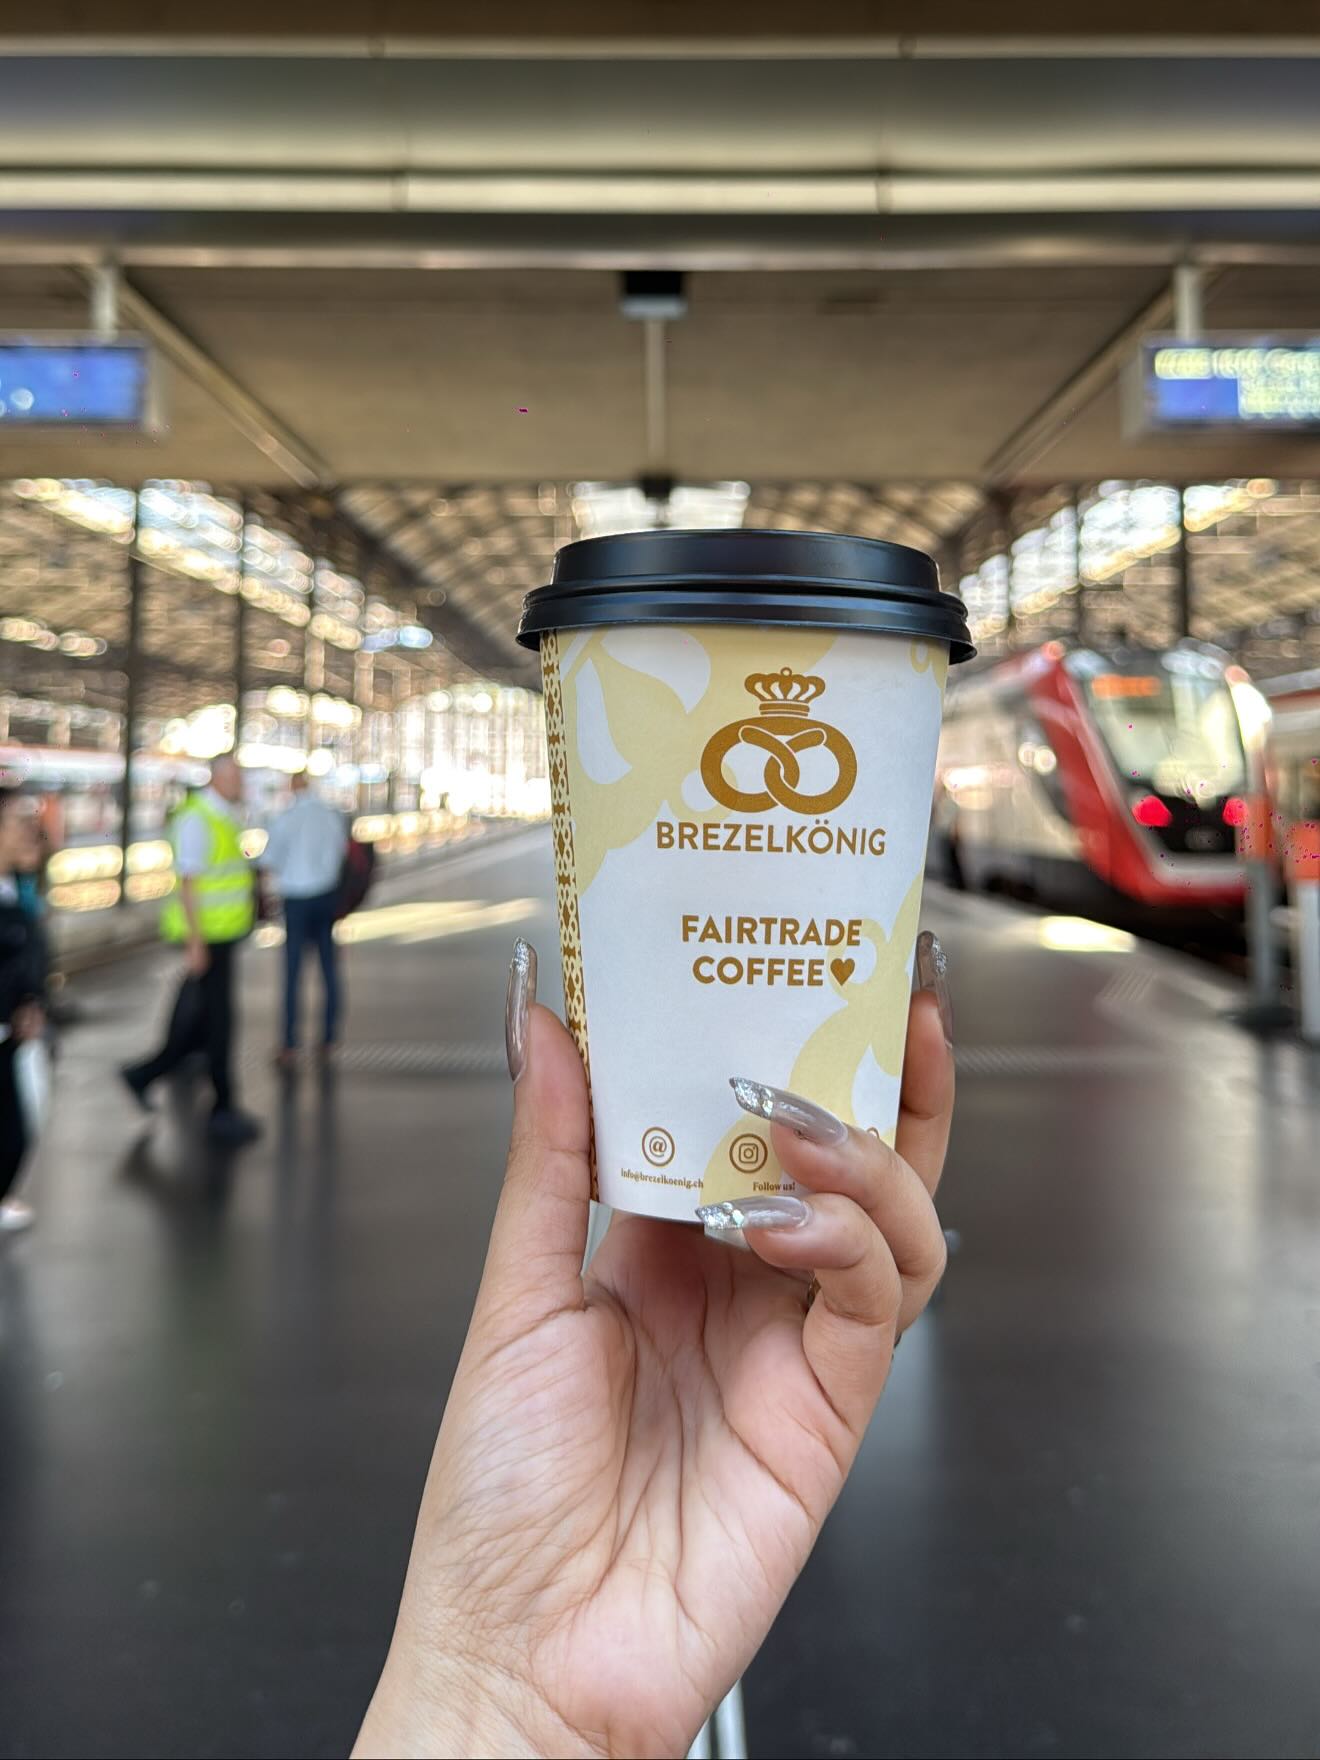 BREZELKÖNIG
FAIRTRADE
COFFEE♥
@
info@brezelkoenig.ch
Follow us!